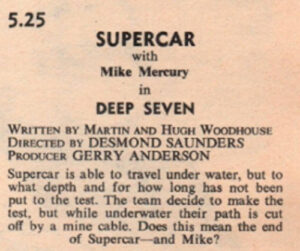 5.25
SUPERCAR
with
Mike Mercury
in
DEEP SEVEN
WRITTEN BY MARTIN AND HUGH WOODHOUSE
DIRECTED BY DESMOND SAUNDERS
PRODUCER GERRY ANDERSON
Supercar is able to travel under water, but to
what depth and for how long has not been
put to the test. The team decide to make the
test, but while underwater their path is cut
off by a mine cable. Does this mean the end
of Supercar—and Mike?